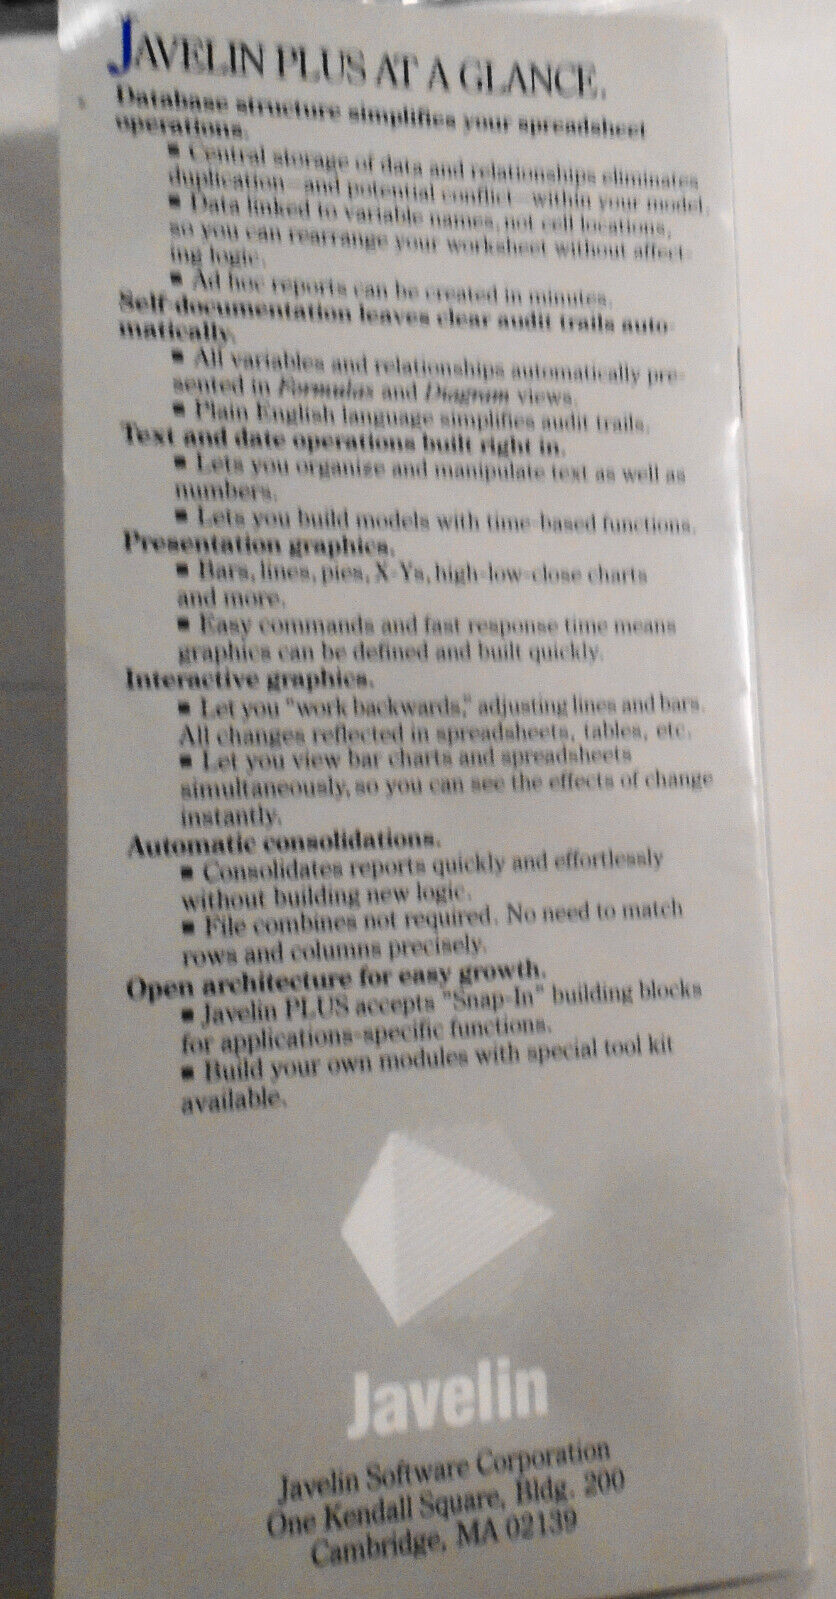 JAVELIN PLUS AT A GLANCE.
Database structure simplifies your spreadsheet
operations.
■ Central storage of data and relationships eliminates
duplication—and potential conflict—within your model.
■ Data linked to variable names, not cell locations,
so you can rearrange your worksheet without affect-
ing logic.
■ Ad hoc reports can be created in minutes.
Self-documentation leaves clear audit trails auto-
matically.
■ All variables and relationships automatically pre-
sented in Formulas and Diagram views.
■ Plain English language simplifies audit trails.
Text and date operations built right in.
■ Lets you organize and manipulate text as well as
numbers.
■ Lets you build models with time-based functions.
Presentation graphics.
■ Bars, lines, pies, X-Ys, high-low-close charts
and more.
■ Easy commands and fast response time means
graphics can be defined and built quickly.
Interactive graphics.
■ Let you "work backwards," adjusting lines and bars.
All changes reflected in spreadsheets, tables, etc.
■ Let you view bar charts and spreadsheets
simultaneously, so you can see the effects of change
instantly.
Automatic consolidations.
■ Consolidates reports quickly and effortlessly
without building new logic.
■ File combines not required. No need to match
rows and columns precisely.
Open architecture for easy growth.
■ Javelin PLUS accepts "Snap-In" building blocks
for applications-specific functions.
■ Build your own modules with special tool kit
available.
Javelin
Javelin Software Corporation
One Kendall Square, Bldg. 200
Cambridge, MA 02139